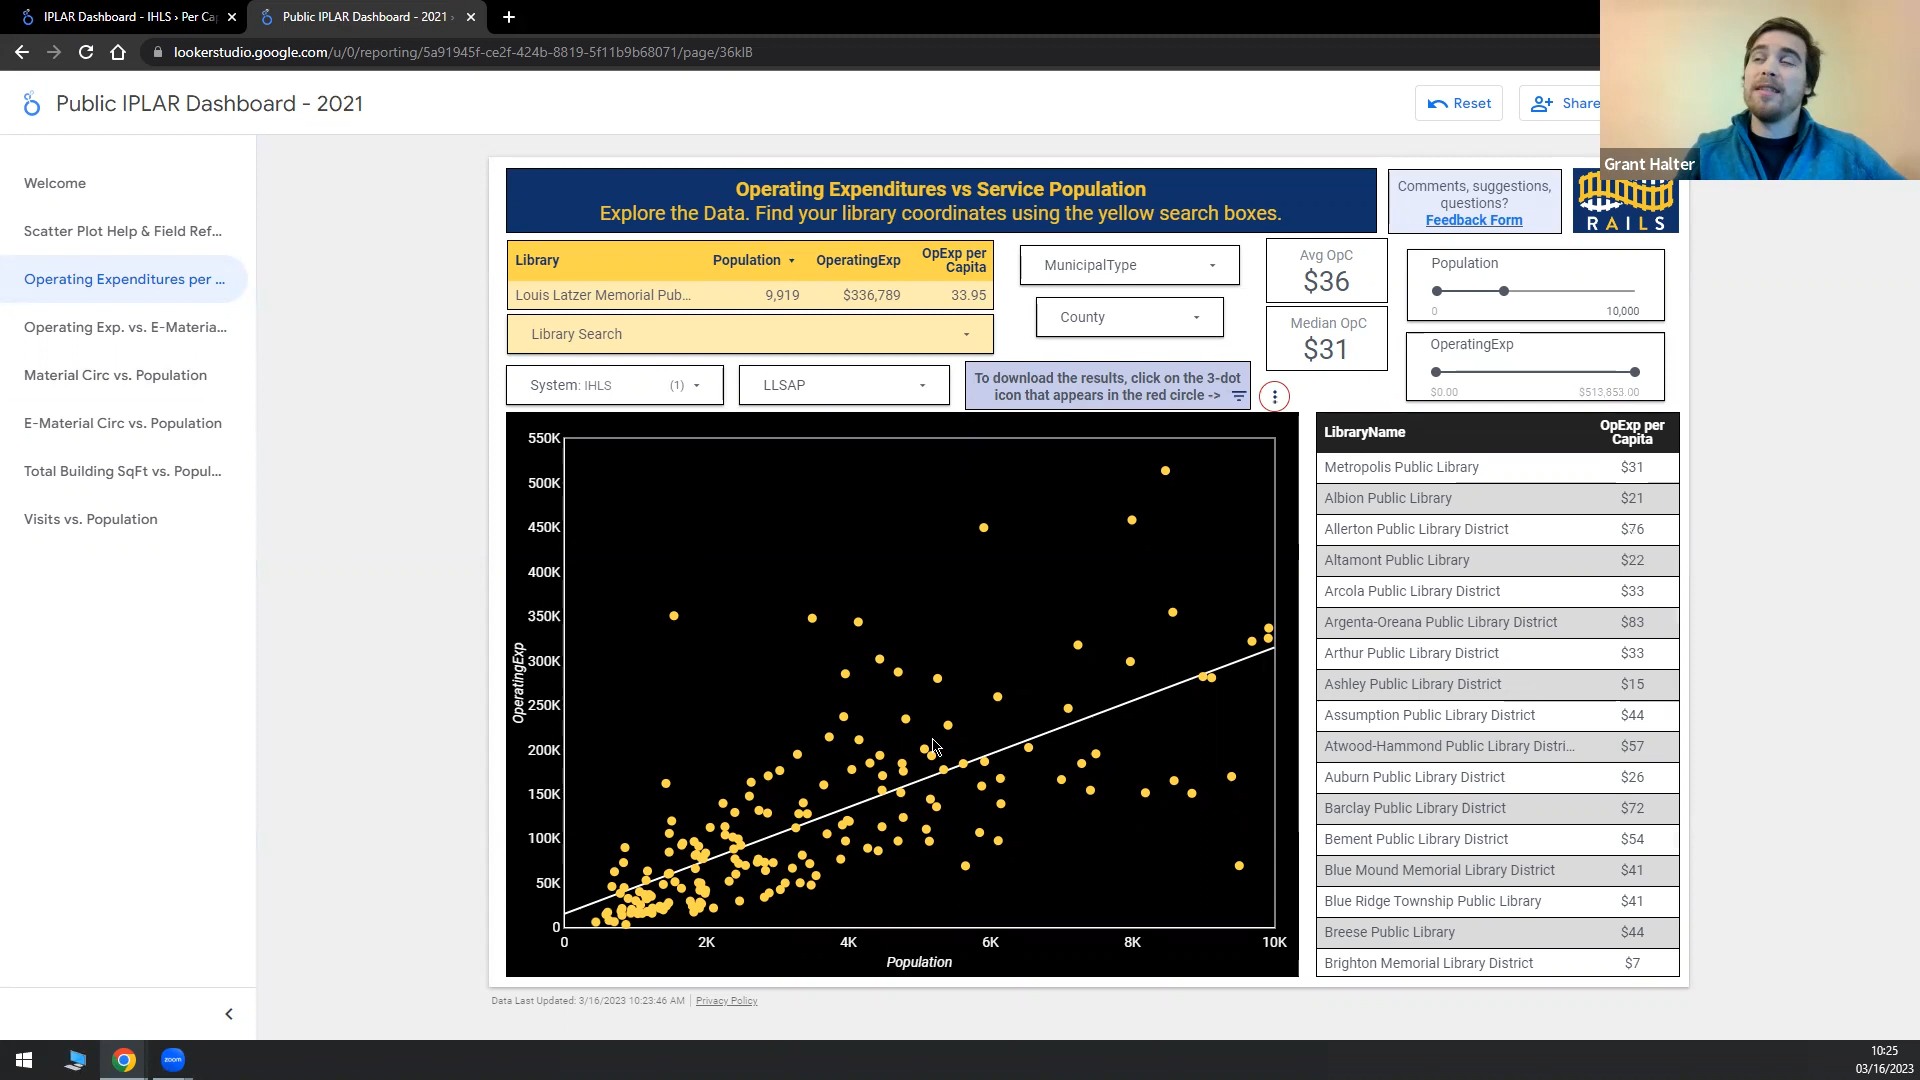 IPLAR Dashboard - IHLS › Per Ca
Public IPLAR Dashboard - 2021 ›
lookerstudio.google.com/u/0/reporting/5a91945f-ce2f-424b-8819-5f11b9b68071/page/36klB
Public IPLAR Dashboard - 2021
Reset
Share
Grant Halter
Welcome
Scatter Plot Help & Field Ref...
Operating Expenditures per ...
Operating Exp. vs. E-Materia...
Material Circ vs. Population
E-Material Circ vs. Population
Total Building SqFt vs. Popul...
Visits vs. Population
Operating Expenditures vs Service Population
Explore the Data. Find your library coordinates using the yellow search boxes.
Comments, suggestions,
questions?
Feedback Form
RAILS
Library Population OperatingExp OpExp per
Capita
Louis Latzer Memorial Pub... 9,919 $336,789 33.95
Library Search
MunicipalType
County
Avg OpC
$36
Median OpC
$31
Population
0 10,000
OperatingExp
$0.00 $513,853.00
System: IHLS (1)
LLSAP
To download the results, click on the 3-dot
icon that appears in the red circle ->
550K
500K
450K
400K
350K
300K
250K
200K
150K
100K
50K
0
OperatingExp
0 2K 4K 6K 8K 10K
Population
LibraryName OpExp per
Capita
Metropolis Public Library $31
Albion Public Library $21
Allerton Public Library District $76
Altamont Public Library $22
Arcola Public Library District $33
Argenta-Oreana Public Library District $83
Arthur Public Library District $33
Ashley Public Library District $15
Assumption Public Library District $44
Atwood-Hammond Public Library Distri... $57
Auburn Public Library District $26
Barclay Public Library District $72
Bement Public Library District $54
Blue Mound Memorial Library District $41
Blue Ridge Township Public Library $41
Breese Public Library $44
Brighton Memorial Library District $7
Data Last Updated: 3/16/2023 10:23:46 AM
Privacy Policy
zoom
10:25
03/16/2023